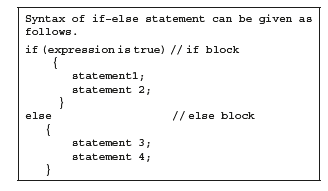 Syntax of if-else statement can be given as
follows.
if (expression is true) // if block
{
statement1;
statement 2;
}
else // else block
{
statement 3;
statement 4;
}